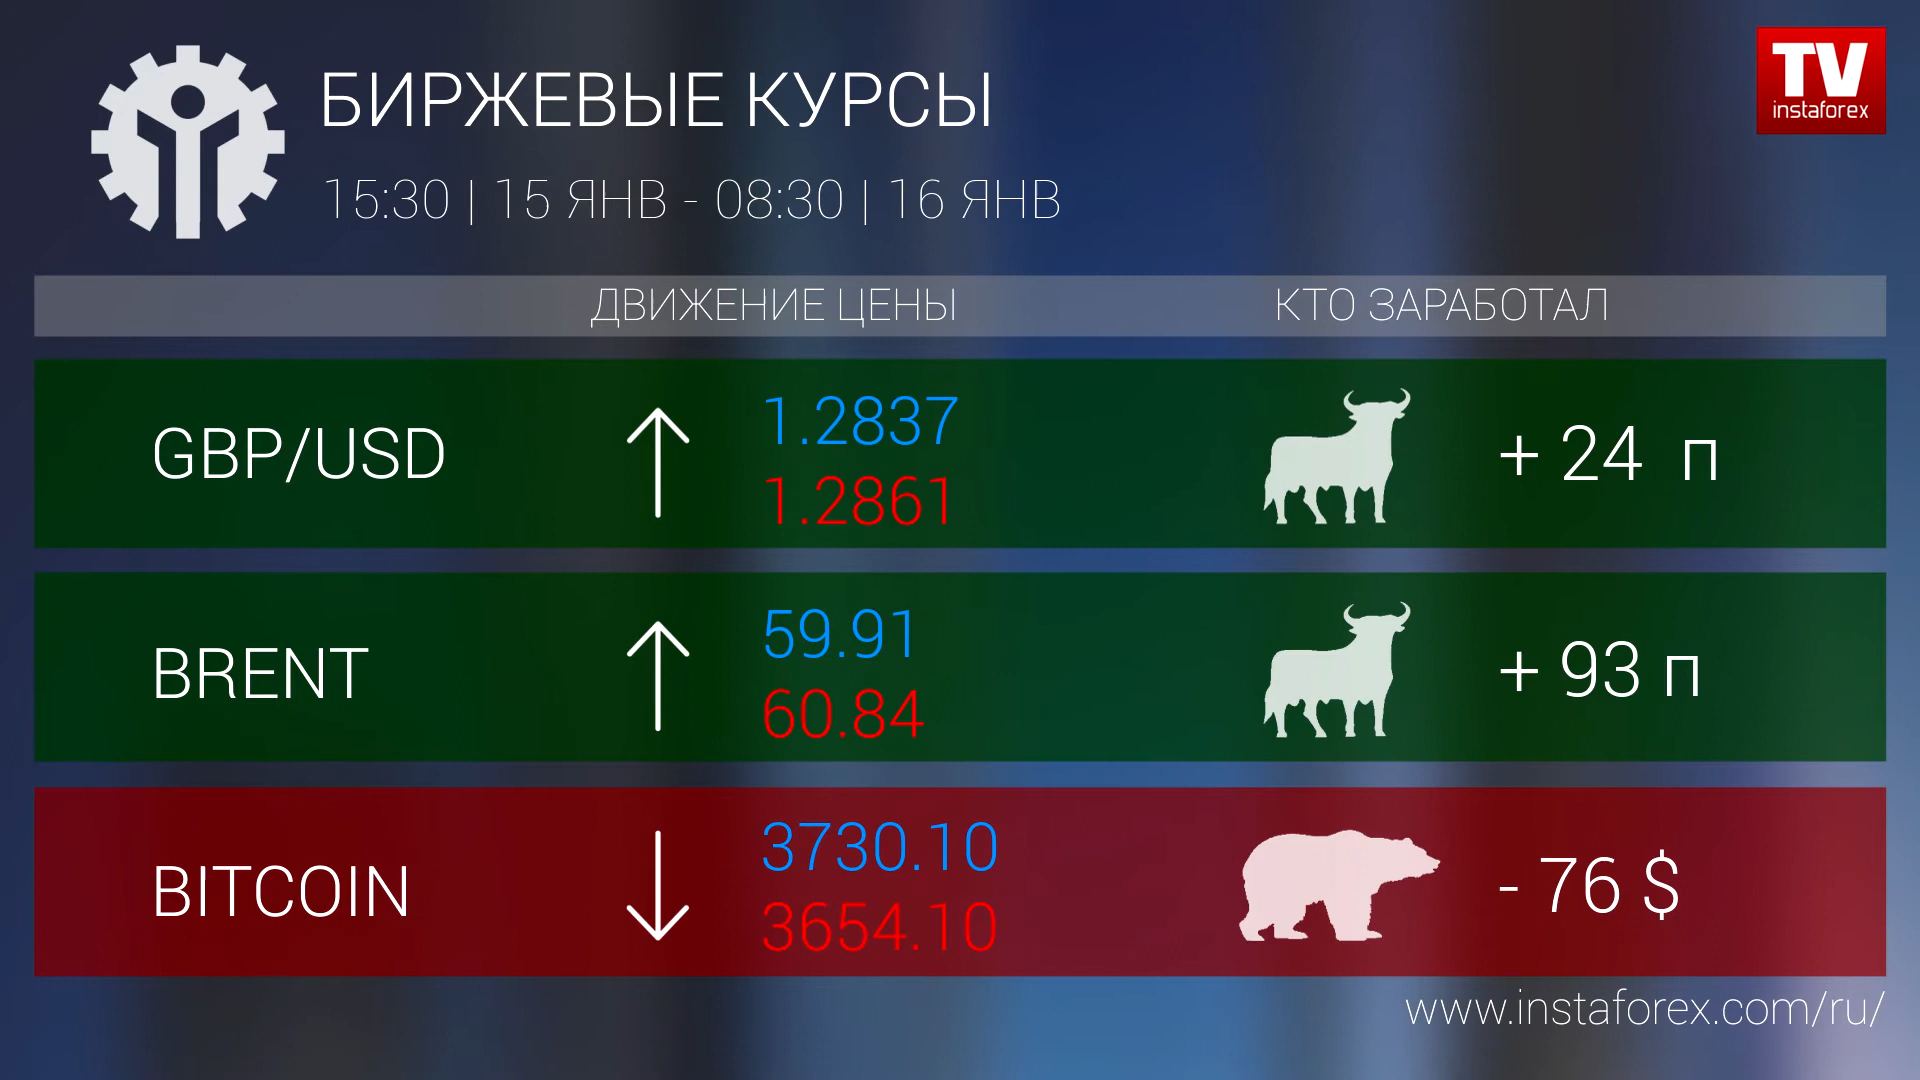 БИРЖЕВЫЕ КУРСЫ
TV
instaforex
15:30 | 15 ЯНВ - 08:30 | 16 ЯНВ
ДВИЖЕНИЕ ЦЕНЫ КТО ЗАРАБОТАЛ
GBP/USD
1.2837
1.2861
+ 24 п
BRENT
59.91
60.84
+ 93 п
BITCOIN
3730.10
3654.10
- 76 $
www.instaforex.com/ru/